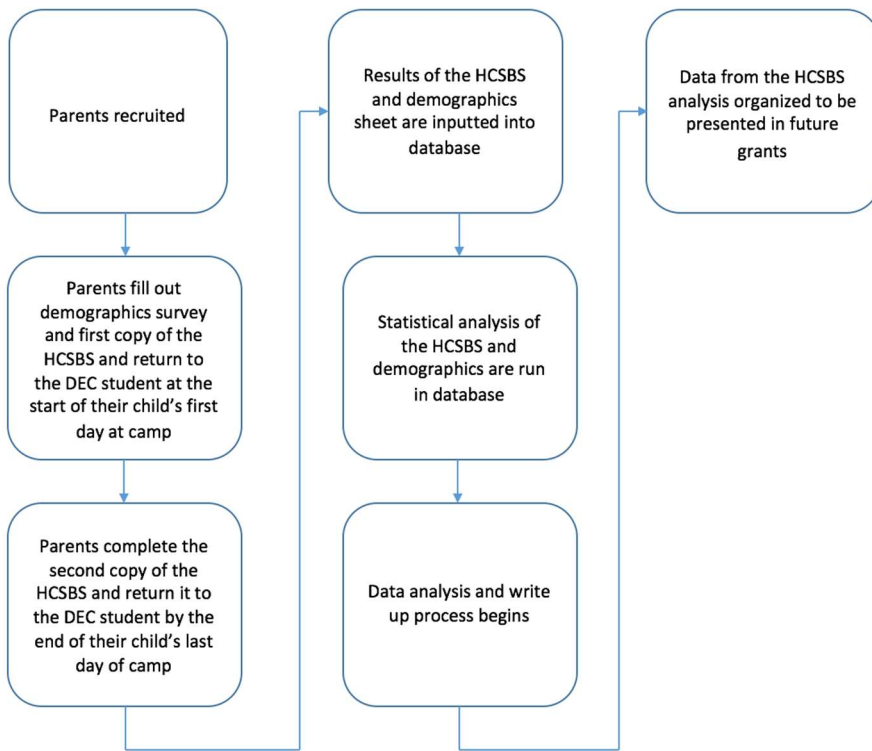 Parents recruited
Parents fill out
demographics survey
and first copy of the
HCSBS and return to
the DEC student at the
start of their child’s first
day at camp
Parents complete the
second copy of the
HCSBS and return it to
the DEC student by the
end of their child’s last
day of camp
Results of the HCSBS
and demographics
sheet are inputted into
database
Statistical analysis of
the HCSBS and
demographics are run
in database
Data analysis and write
up process begins
Data from the HCSBS
analysis organized to be
presented in future
grants